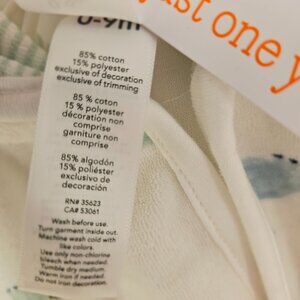 just one y
0-9m
85% cotton
15% polyester
exclusive of decoration
exclusive of trimming
85 % coton
15 % polyester
décoration non
comprise
garniture non
comprise
85% algodón
15% poliéster
exclusivo de
decoración
RN# 35623
CA# 53061
Wash before use.
Turn garment inside out.
Machine wash cold with
like colors.
Use only non-chlorine
bleach when needed.
Tumble dry medium.
Warm iron if needed.
Do not iron decoration.